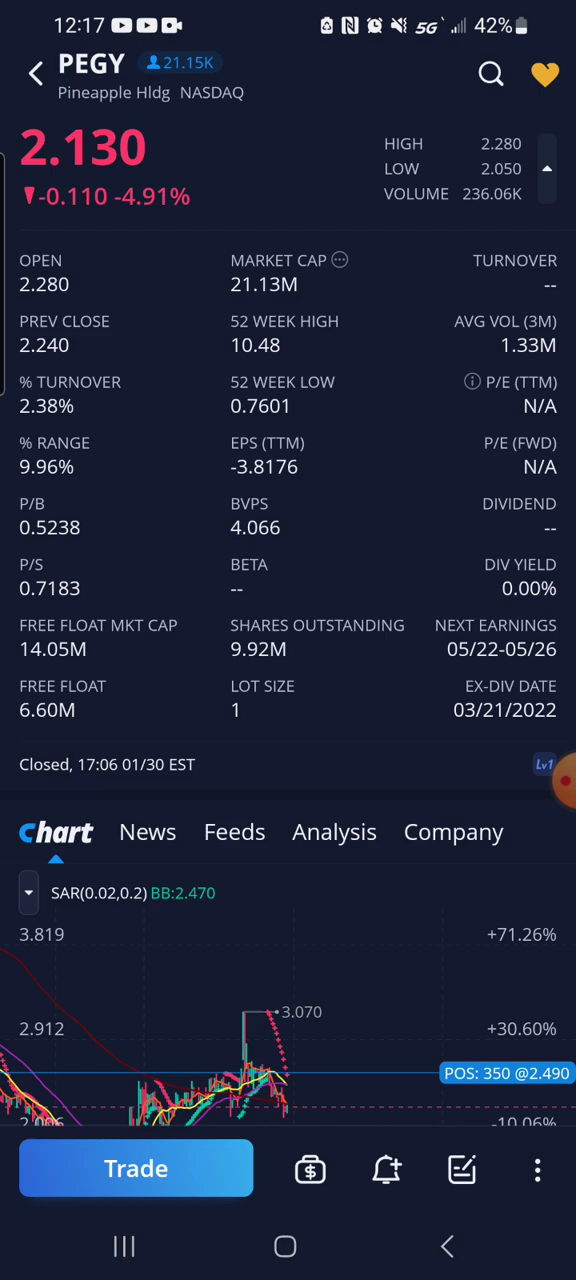 12:17 5G 42%
PEGY 21.15K
Pineapple Hldg NASDAQ
2.130
-0.110 -4.91%
HIGH 2.280
LOW 2.050
VOLUME 236.06K
OPEN MARKET CAP TURNOVER
2.280 21.13M --
PREV CLOSE 52 WEEK HIGH AVG VOL (3M)
2.240 10.48 1.33M
% TURNOVER 52 WEEK LOW P/E (TTM)
2.38% 0.7601 N/A
% RANGE EPS (TTM) P/E (FWD)
9.96% -3.8176 N/A
P/B BVPS DIVIDEND
0.5238 4.066 --
P/S BETA DIV YIELD
0.7183 -- 0.00%
FREE FLOAT MKT CAP SHARES OUTSTANDING NEXT EARNINGS
14.05M 9.92M 05/22-05/26
FREE FLOAT LOT SIZE EX-DIV DATE
6.60M 1 03/21/2022
Closed, 17:06 01/30 EST Lv1
Chart News Feeds Analysis Company
SAR(0.02,0.2) BB:2.470
3.819 +71.26%
3.070
2.912 +30.60%
POS: 350 @2.490
-10.06%
Trade